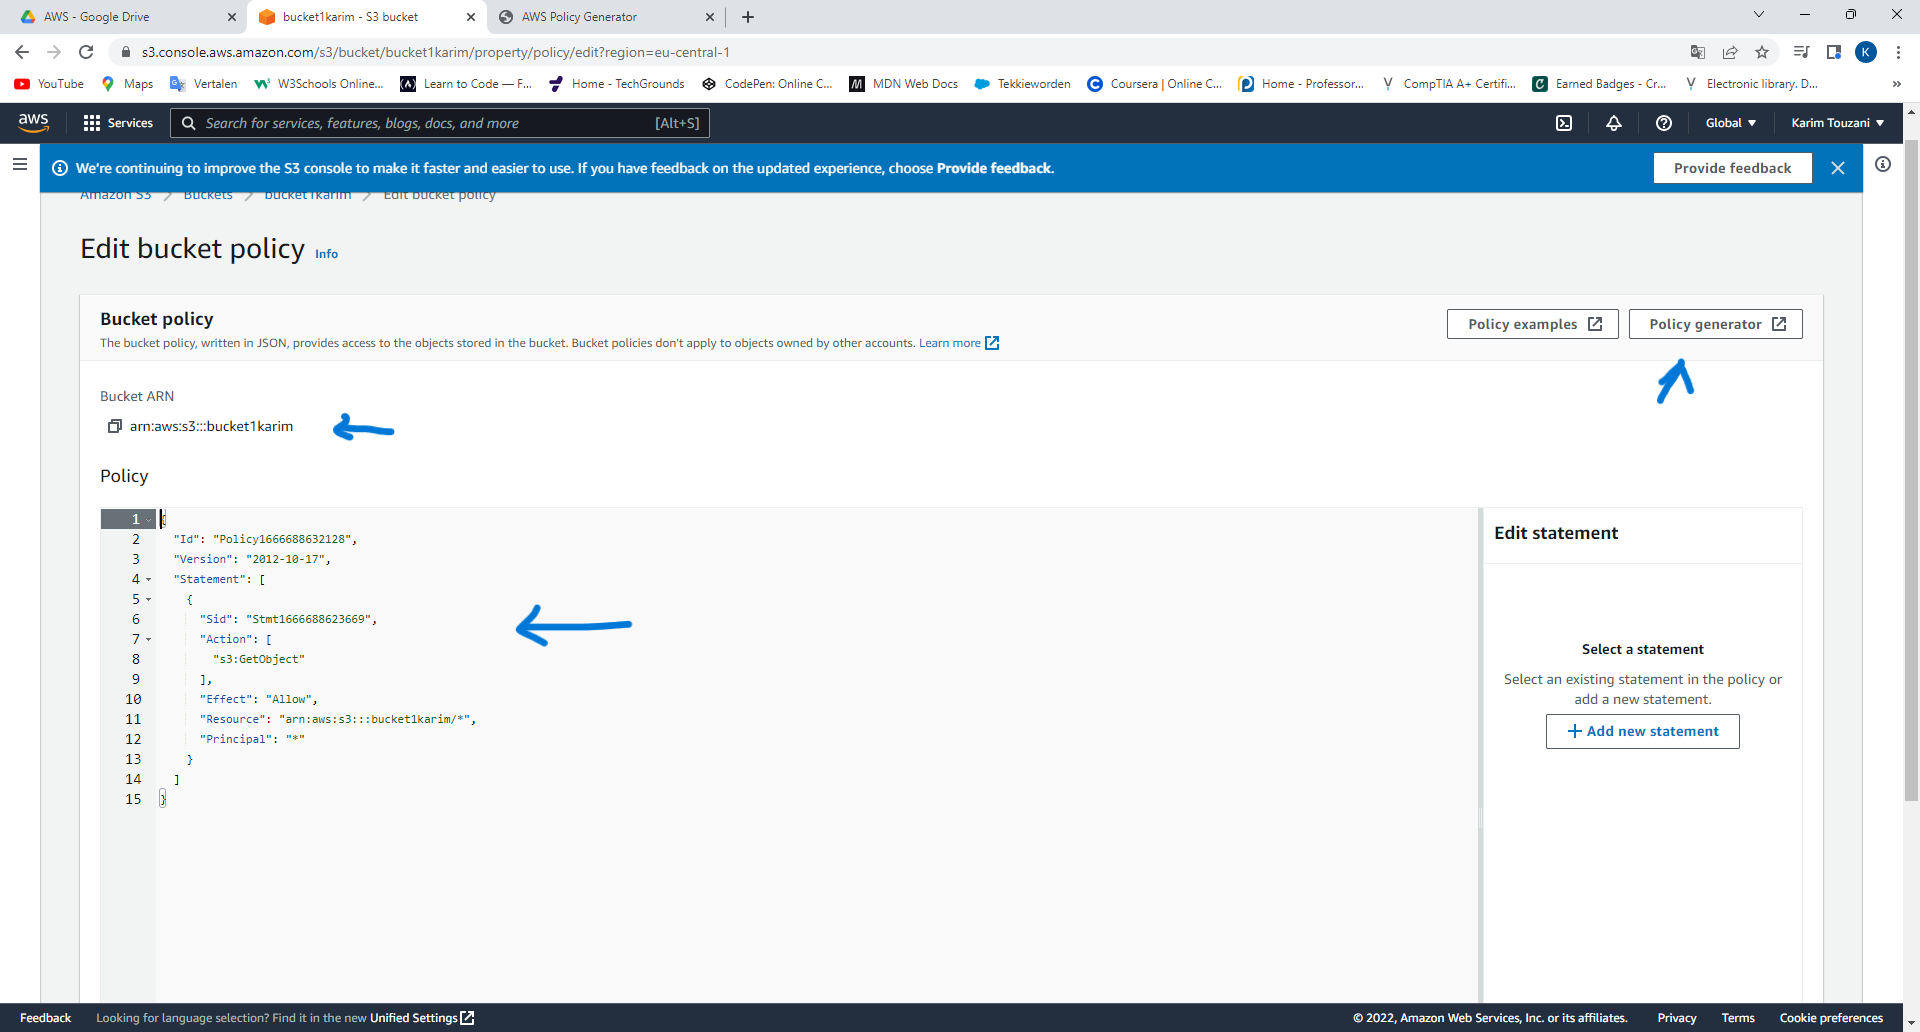 AWS - Google Drive
bucket1karim - S3 bucket
AWS Policy Generator
s3.console.aws.amazon.com/s3/bucket/bucket1karim/property/policy/edit?region=eu-central-1
K
YouTube
Maps
Vertalen
W3Schools Online...
Learn to Code — F...
Home - TechGrounds
CodePen: Online C...
MDN Web Docs
Tekkieworden
Coursera | Online C...
Home - Professor...
CompTIA A+ Certifi...
Earned Badges - Cr...
Electronic library. D...
»
aws
Services
Search for services, features, blogs, docs, and more
[Alt+S]
Global
Karim Touzani
We're continuing to improve the S3 console to make it faster and easier to use. If you have feedback on the updated experience, choose Provide feedback.
Provide feedback
Amazon S3
Buckets
bucket1karim
Edit bucket policy
Edit bucket policy
Info
Bucket policy
The bucket policy, written in JSON, provides access to the objects stored in the bucket. Bucket policies don't apply to objects owned by other accounts. Learn more
Policy examples
Policy generator
Bucket ARN
arn:aws:s3:::bucket1karim
Policy
1 {
2 "Id": "Policy1666688632128",
3 "Version": "2012-10-17",
4 "Statement": [
5 {
6 "Sid": "Stmt1666688623669",
7 "Action": [
8 "s3:GetObject"
9 ],
10 "Effect": "Allow",
11 "Resource": "arn:aws:s3:::bucket1karim/*",
12 "Principal": "*"
13 }
14 ]
15 }
Edit statement
Select a statement
Select an existing statement in the policy or
add a new statement.
Add new statement
Feedback
Looking for language selection? Find it in the new Unified Settings
© 2022, Amazon Web Services, Inc. or its affiliates.
Privacy
Terms
Cookie preferences